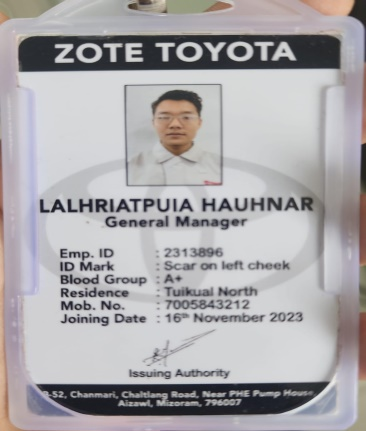 ZOTE TOYOTA
LALHRIATPUIA HAUHNAR
General Manager
Emp. ID : 2313896
ID Mark : Scar on left cheek
Blood Group : A+
Residence : Tuikual North
Mob. No. : 7005843212
Joining Date : 16th November 2023
Issuing Authority
-52, Chanmari, Chaltlang Road, Near PHE Pump House
Aizawl, Mizoram, 796007